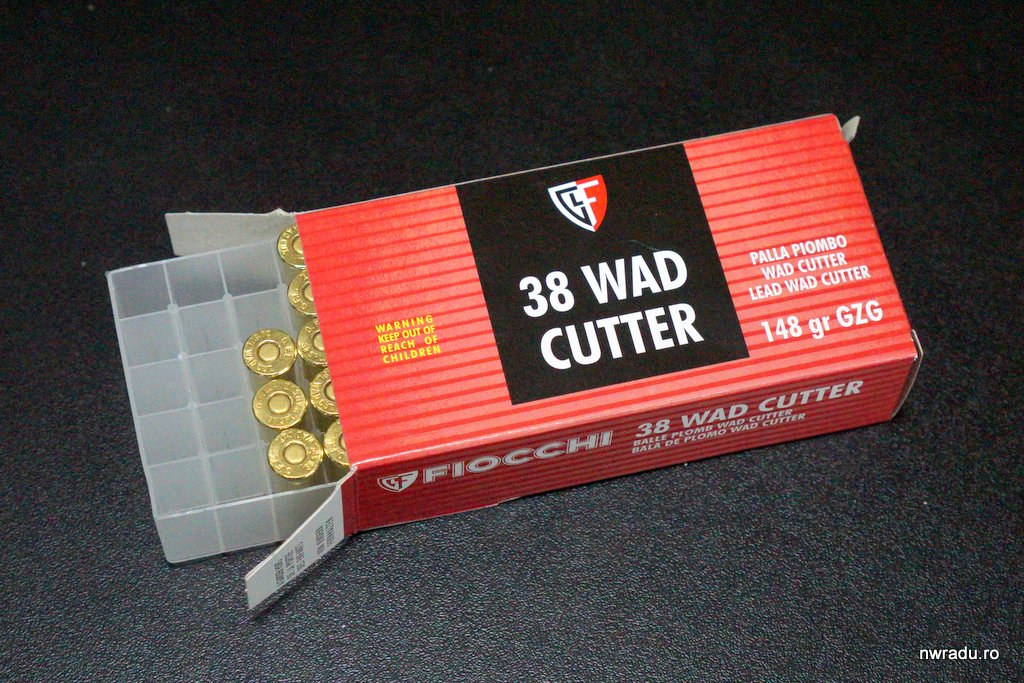 38 WAD
CUTTER
PALLA PIOMBO
WAD CUTTER
LEAD WAD CUTTER
148 gr GZG
WARNING
KEEP OUT OF
REACH OF
CHILDREN
FIOCCHI
38 WAD CUTTER
BALLE PLOMB WAD CUTTER
BALA DE PLOMO WAD CUTTER
nwradu.ro